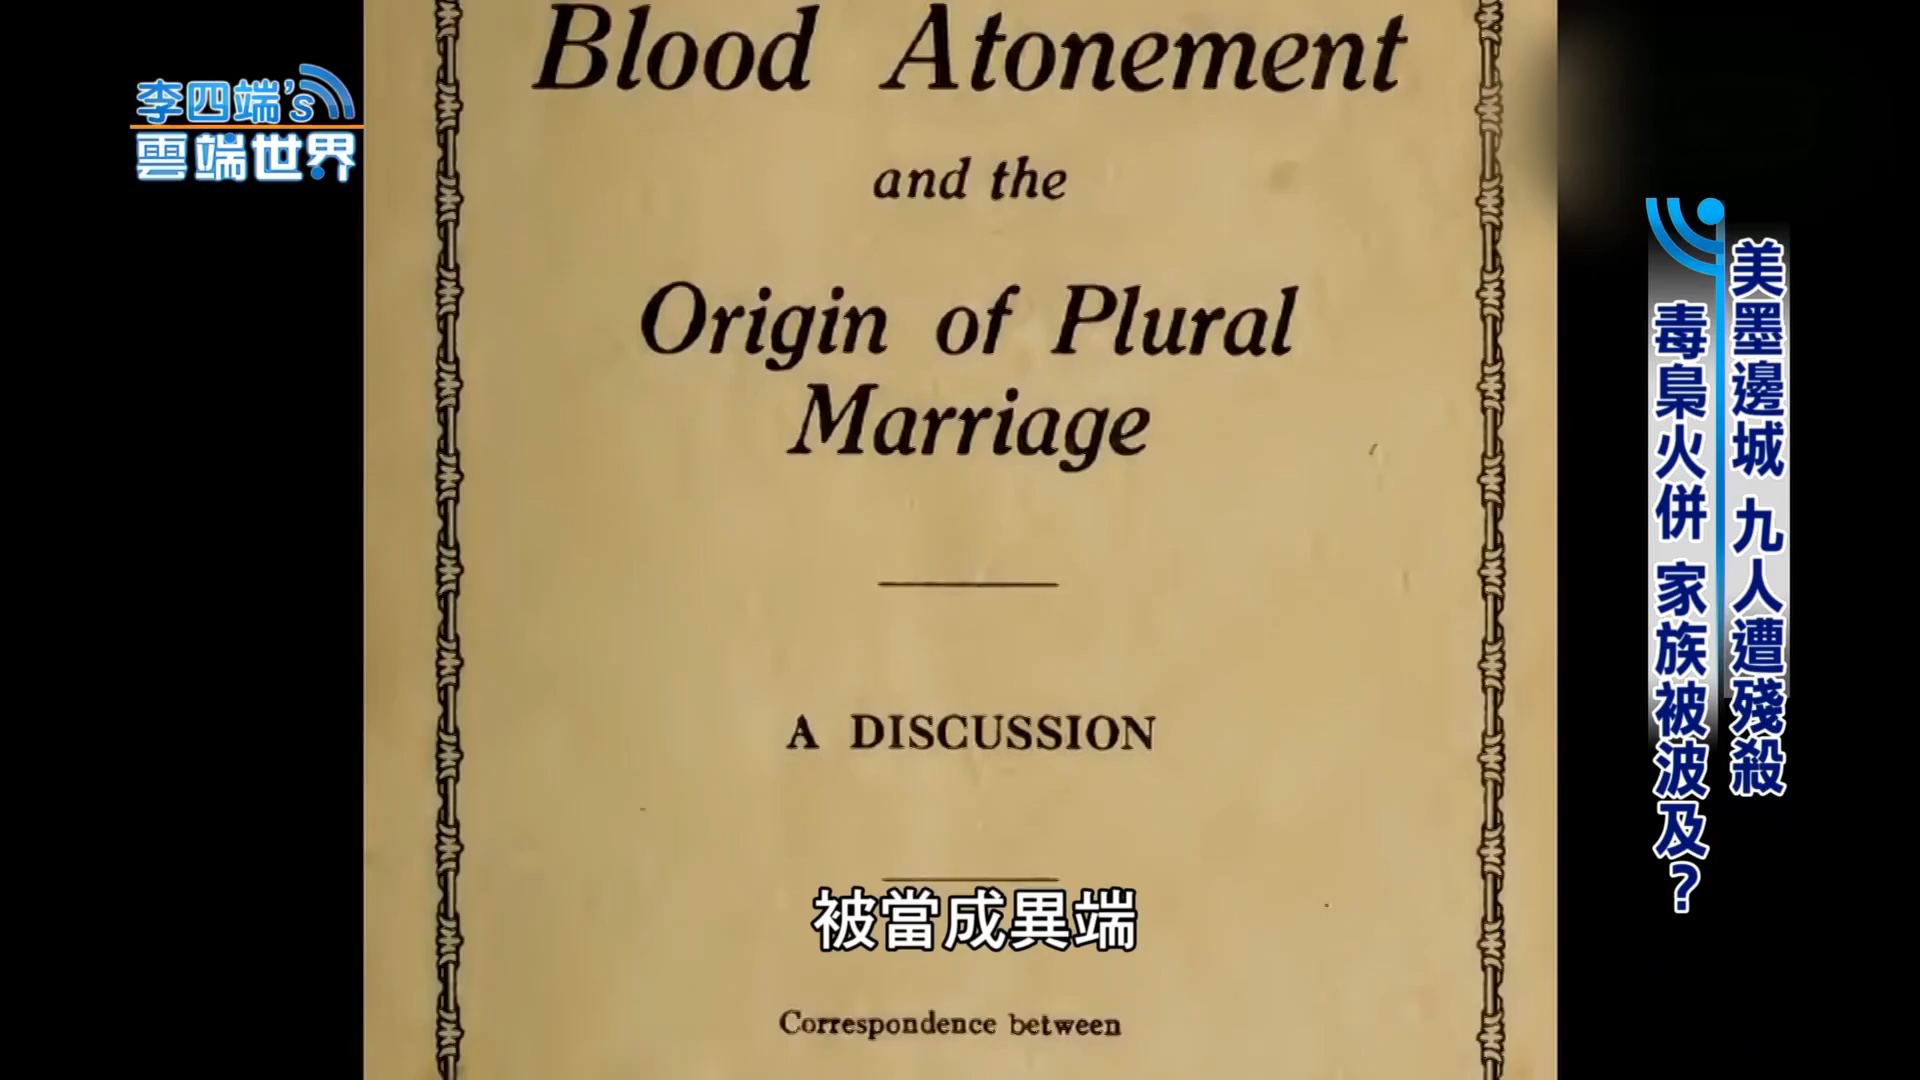 李四端's
雲端世界
Blood Atonement
and the
Origin of Plural
Marriage
A DISCUSSION
被當成異端
Correspondence between
美墨邊城 九人遭殘殺
毒梟火併 家族被波及?